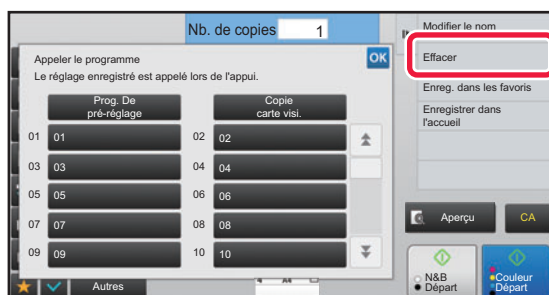 Nb. de copies 1
Modifier le nom
Appeler le programme
OK
Effacer
Le réglage enregistré est appelé lors de l'appui.
Enreg. dans les favoris
Prog. De
pré-réglage
Copie
carte visi.
Enregistrer dans
l'accueil
01 01
02 02
03 03
04 04
05 05
06 06
07 07
08 08
Aperçu
CA
09 09
10 10
N&B
Départ
Couleur
Départ
Autres
A4